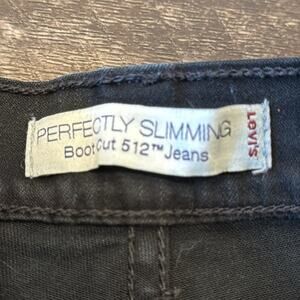 PERFECTLY SLIMMING
Boot Cut 512™ Jeans
Levi's